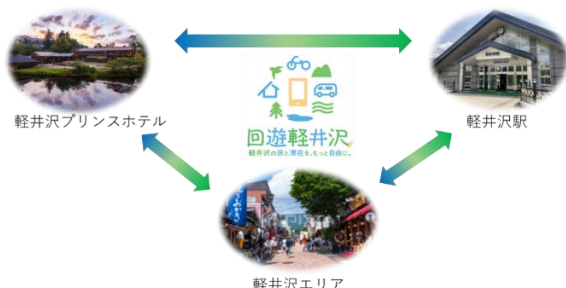 回遊軽井沢
軽井沢の旅と滞在を、もっと自由に。
軽井沢プリンスホテル
軽井沢駅
軽井沢エリア